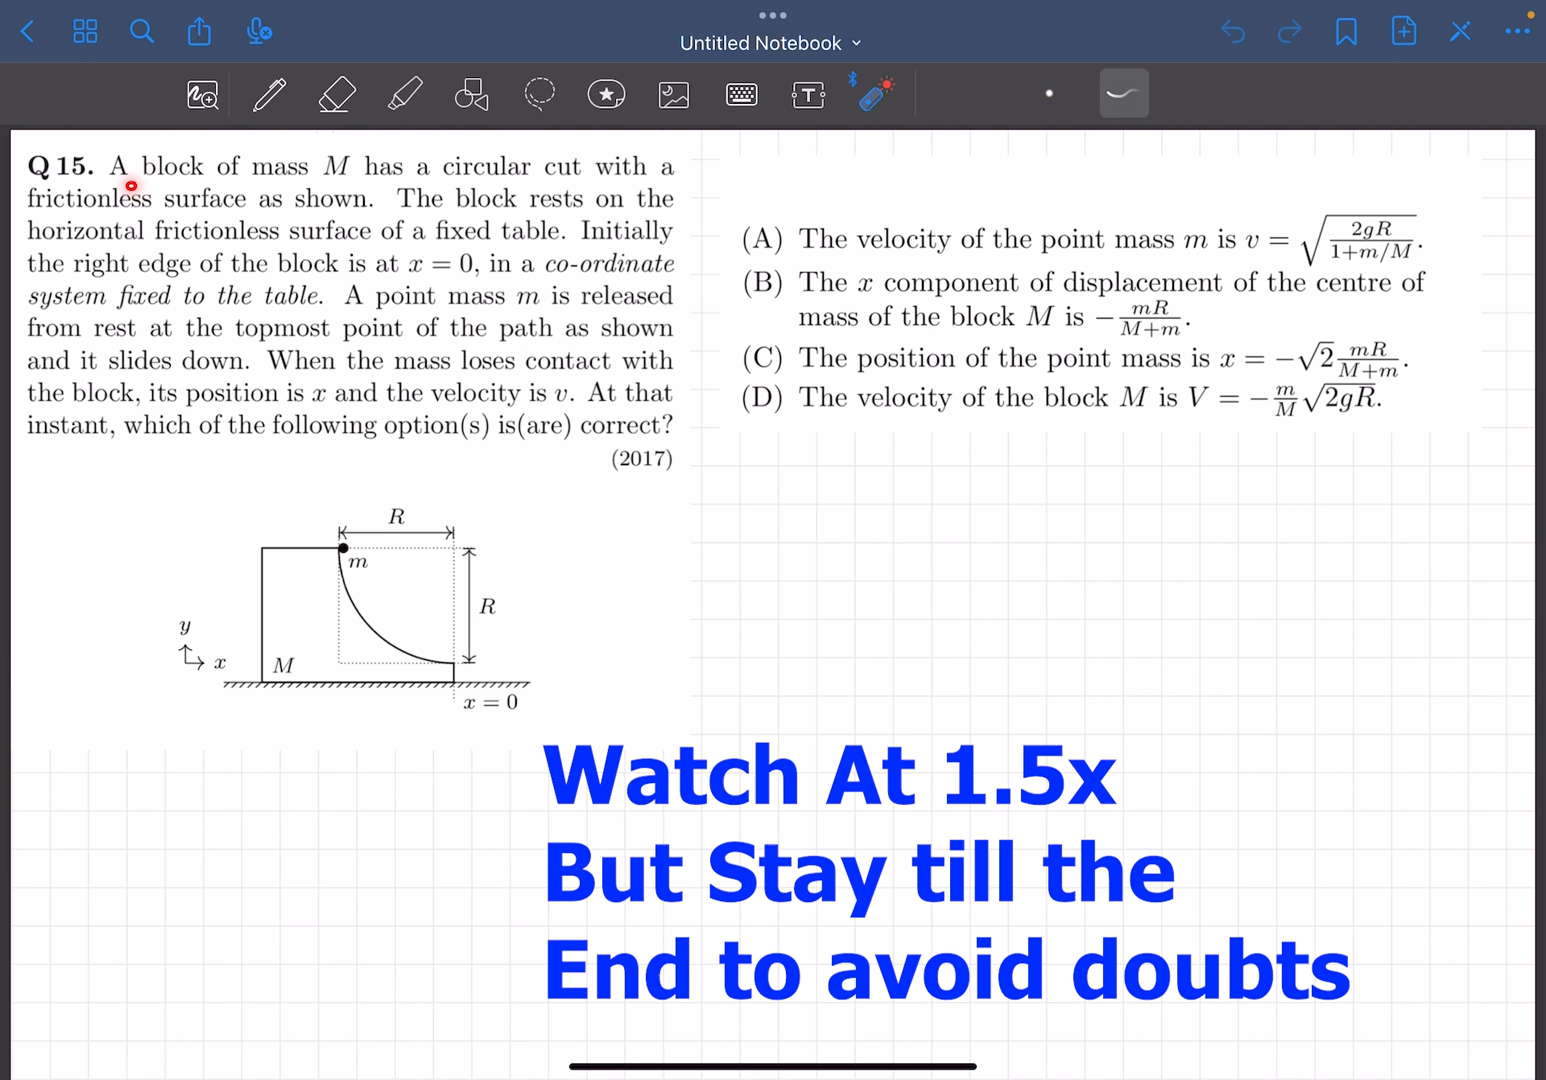 Untitled Notebook
Q 15. A block of mass M has a circular cut with a
frictionless surface as shown. The block rests on the
horizontal frictionless surface of a fixed table. Initially
the right edge of the block is at x = 0, in a co-ordinate
system fixed to the table. A point mass m is released
from rest at the topmost point of the path as shown
and it slides down. When the mass loses contact with
the block, its position is x and the velocity is v. At that
instant, which of the following option(s) is(are) correct?
(2017)
(A) The velocity of the point mass m is v = √(2gR/(1+m/M)).
(B) The x component of displacement of the centre of
mass of the block M is −mR/(M+m).
(C) The position of the point mass is x = −√2 mR/(M+m).
(D) The velocity of the block M is V = −m/M √2gR.
R
m
R
y
x
M
x = 0
Watch At 1.5x
But Stay till the
End to avoid doubts